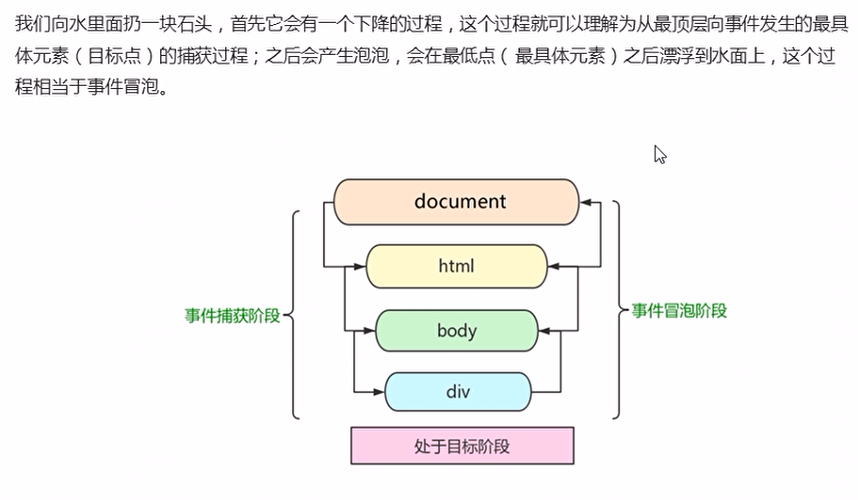 我们向水里面扔一块石头，首先它会有一个下降的过程，这个过程就可以理解为从最顶层向事件发生的最具
体元素（目标点）的捕获过程；之后会产生泡泡，会在最低点（ 最具体元素）之后漂浮到水面上，这个过
程相当于事件冒泡。
document
html
事件捕获阶段
事件冒泡阶段
body
div
处于目标阶段